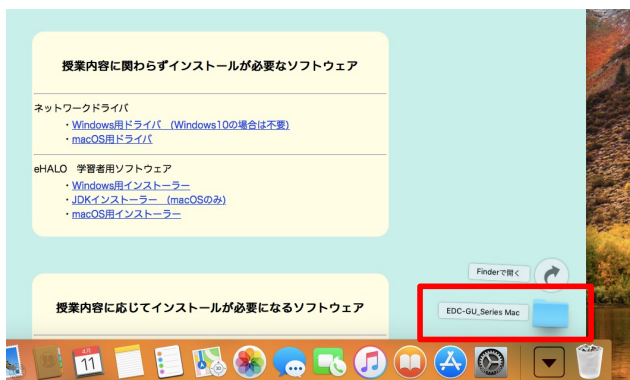 授業内容に関わらずインストールが必要なソフトウェア
ネットワークドライバ
・Windows用ドライバ (Windows10の場合は不要)
・macOS用ドライバ
eHALO 学習者用ソフトウェア
・Windows用インストーラー
・JDKインストーラー (macOSのみ)
・macOS用インストーラー
Finderで開く
EDC-GU_Series Mac
授業内容に応じてインストールが必要になるソフトウェア
4月
11